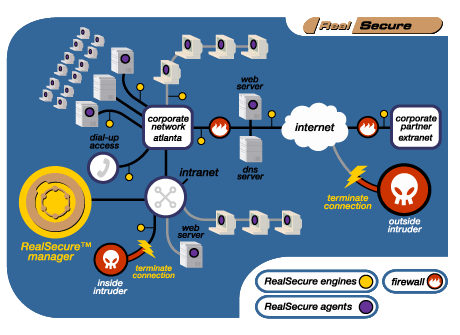 Real Secure
web
server
corporate
network
atlanta
internet
corporate
partner
extranet
dial-up
access
dns
server
intranet
terminate
connection
outside
intruder
RealSecure™
manager
web
server
terminate
connection
inside
intruder
RealSecure engines
firewall
RealSecure agents